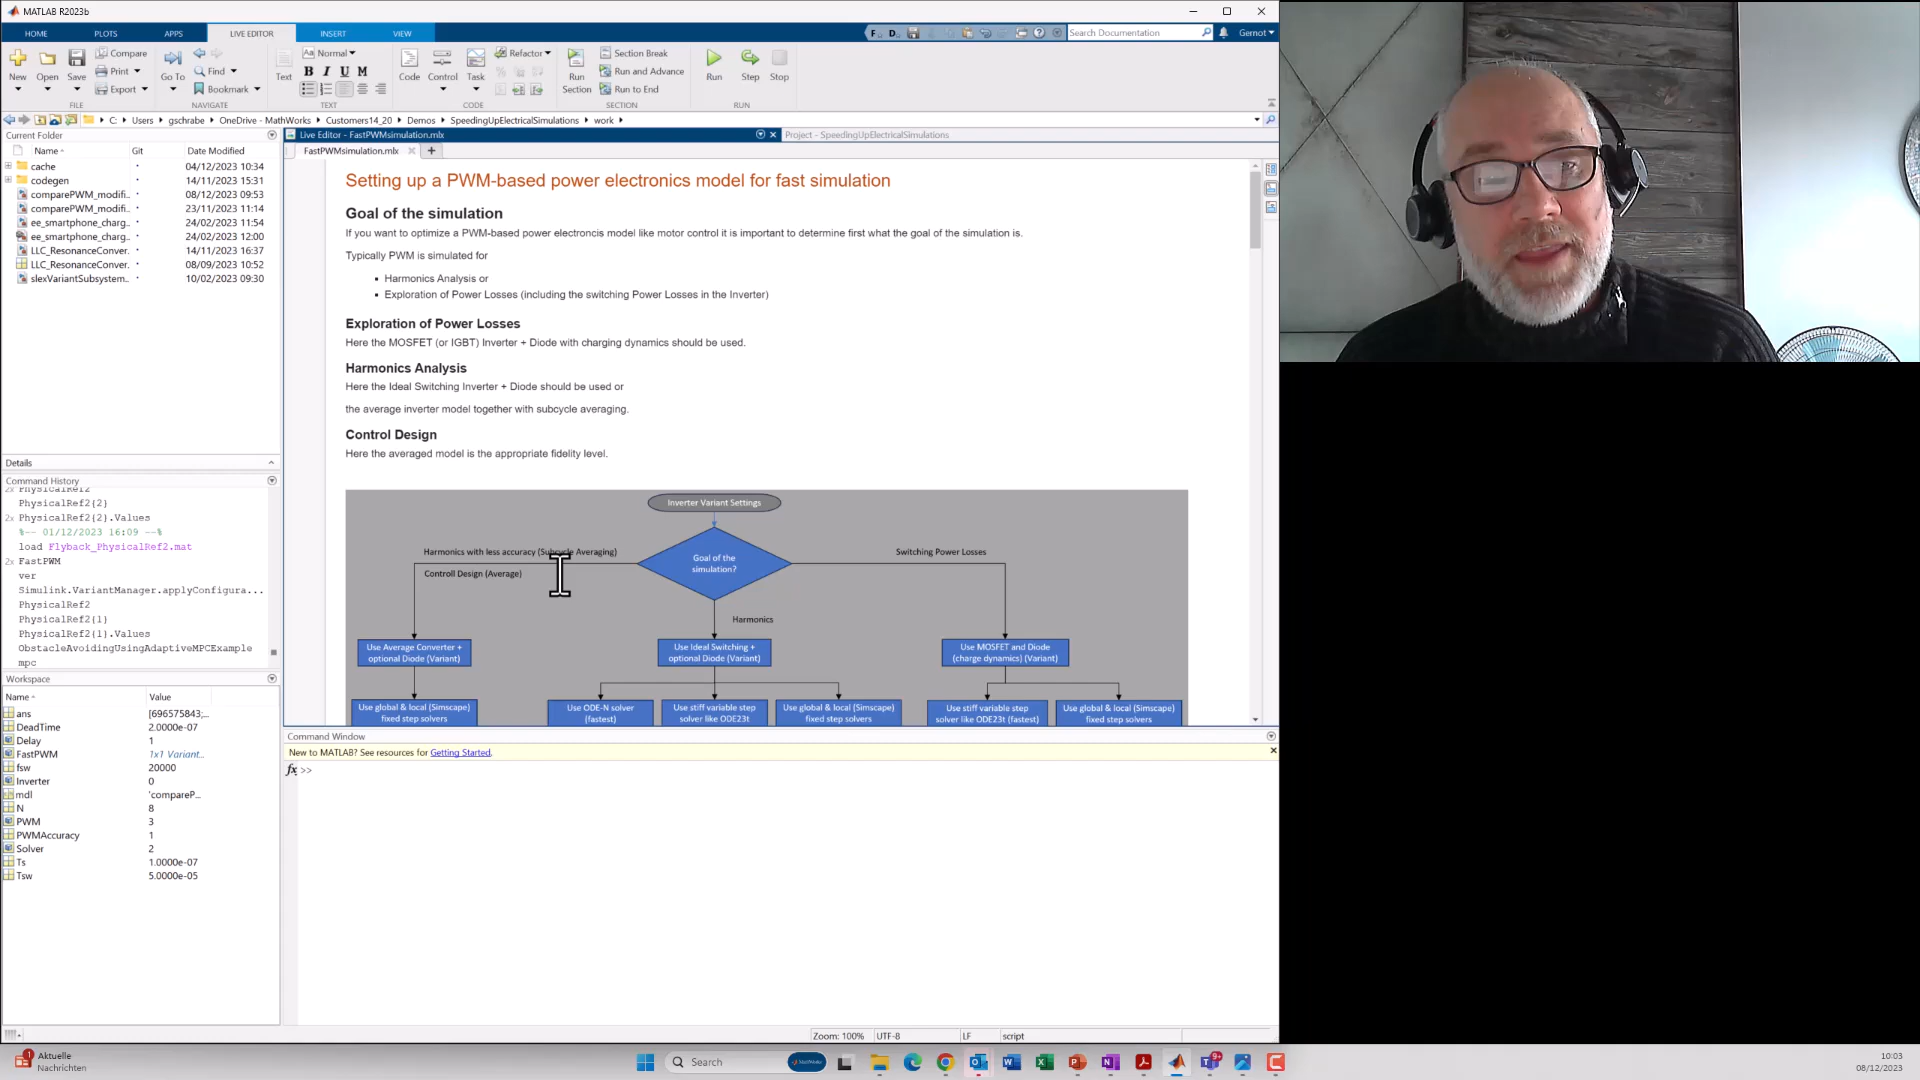 MATLAB R2023b
HOME PLOTS APPS LIVE EDITOR INSERT VIEW
Search Documentation
Gernot
New Open Save
Compare
Print
Export
FILE
Go To
Find
Bookmark
NAVIGATE
Text
Aa Normal
B I U M
TEXT
Code Control Task
Refactor
CODE
Run Section
Section Break
Run and Advance
Run to End
SECTION
Run Step Stop
RUN
C: Users gschrabe OneDrive - MathWorks Customers14_20 Demos SpeedingUpElectricalSimulations work
Current Folder
Name Git Date Modified
cache 04/12/2023 10:34
codegen 14/11/2023 15:31
comparePWM_modifi.. 08/12/2023 09:53
comparePWM_modifi.. 23/11/2023 11:14
ee_smartphone_charg.. 24/02/2023 11:54
ee_smartphone_charg.. 24/02/2023 12:00
LLC_ResonanceConver. 14/11/2023 16:37
LLC_ResonanceConver. 08/09/2023 10:52
slexVariantSubsystem.. 10/02/2023 09:30
Details
Command History
PhysicalRef2
PhysicalRef2{2}
2x PhysicalRef2{2}.Values
%-- 01/12/2023 16:09 --%
load Flyback_PhysicalRef2.mat
2x FastPWM
ver
Simulink.VariantManager.applyConfigura...
PhysicalRef2
PhysicalRef2{1}
PhysicalRef2{1}.Values
ObstacleAvoidingUsingAdaptiveMPCExample
mpc
Workspace
Name Value
ans [696575843;..
DeadTime 2.0000e-07
Delay 1
FastPWM 1x1 Variant...
fsw 20000
Inverter 0
mdl 'compareP...
N 8
PWM 3
PWMAccuracy 1
Solver 2
Ts 1.0000e-07
Tsw 5.0000e-05
Live Editor - FastPWMsimulation.mlx
Project - SpeedingUpElectricalSimulations
FastPWMsimulation.mlx
Setting up a PWM-based power electronics model for fast simulation
Goal of the simulation
If you want to optimize a PWM-based power electroncis model like motor control it is important to determine first what the goal of the simulation is.
Typically PWM is simulated for
Harmonics Analysis or
Exploration of Power Losses (including the switching Power Losses in the Inverter)
Exploration of Power Losses
Here the MOSFET (or IGBT) Inverter + Diode with charging dynamics should be used.
Harmonics Analysis
Here the Ideal Switching Inverter + Diode should be used or
the average inverter model together with subcycle averaging.
Control Design
Here the averaged model is the appropriate fidelity level.
Inverter Variant Settings
Harmonics with less accuracy (Subcycle Averaging)
Controll Design (Average)
Goal of the
simulation?
Switching Power Losses
Harmonics
Use Average Converter +
optional Diode (Variant)
Use Ideal Switching +
optional Diode (Variant)
Use MOSFET and Diode
(charge dynamics) (Variant)
Use global & local (Simscape)
fixed step solvers
Use ODE-N solver
(fastest)
Use stiff variable step
solver like ODE23t
Use global & local (Simscape)
fixed step solvers
Use stiff variable step
solver like ODE23t (fastest)
Use global & local (Simscape)
fixed step solvers
Command Window
New to MATLAB? See resources for Getting Started.
fx >>
Zoom: 100% UTF-8 LF script
Aktuelle
Nachrichten
Search
10:03
08/12/2023